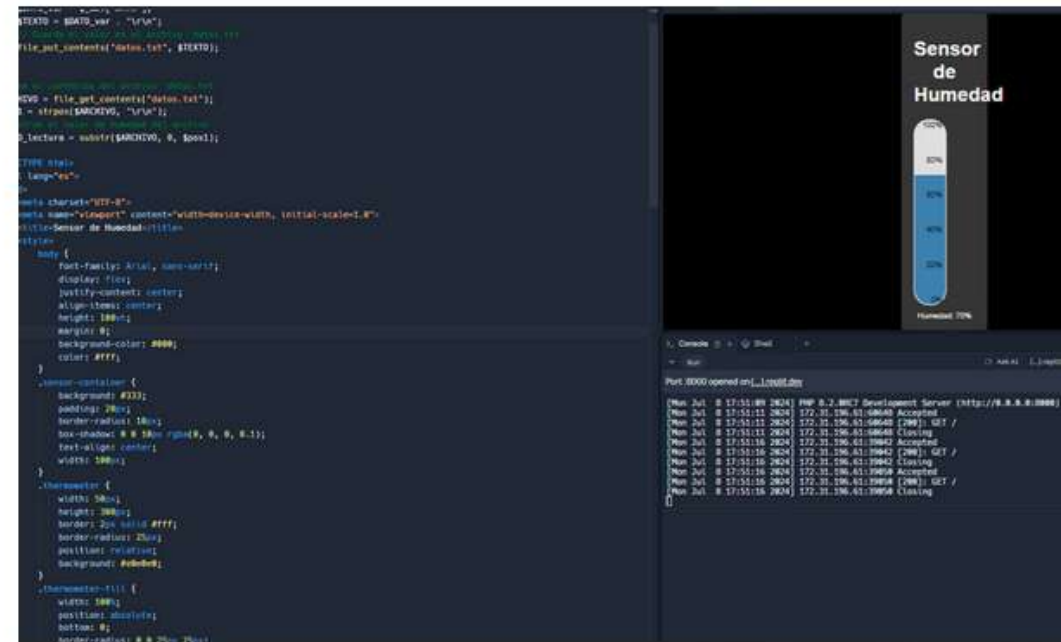 $TEXTO = $DATO_var . "\r\n";
file_put_contents("datos.txt", $TEXTO);
= file_get_contents("datos.txt");
= strpos($ARCHIVO, "\r\n");
_lectura = substr($ARCHIVO, 0, $pos1);
html>
lang="es">
meta charset="UTF-8">
meta name="viewport" content="width=device-width, initial-scale=1.0">
title>Sensor de Humedad</title>
style>
body {
font-family: Arial, sans-serif;
display: flex;
justify-content: center;
align-items: center;
height: 100vh;
margin: 0;
background-color: #000;
color: #fff;
}
.sensor-container {
background: #333;
padding: 20px;
border-radius: 10px;
box-shadow: 0 0 10px rgba(0, 0, 0, 0.1);
text-align: center;
width: 100px;
}
.thermometer {
width: 50px;
height: 300px;
border: 2px solid #fff;
border-radius: 25px;
position: relative;
background: #e0e0e0;
}
.thermometer-fill {
width: 100%;
position: absolute;
bottom: 0;
border-radius: 0 0 25px 25px;
Sensor
de
Humedad
100%
80%
60%
40%
20%
0%
Humedad: 70%
Console
Shell
Run
Ask AI
Port :8000 opened on [...].replit.dev
[Mon Jul 8 17:51:09 2024] PHP 8.2.0RC7 Development Server (http://0.0.0.0:8000)
[Mon Jul 8 17:51:11 2024] 172.31.196.61:60640 Accepted
[Mon Jul 8 17:51:11 2024] 172.31.196.61:60640 [200]: GET /
[Mon Jul 8 17:51:11 2024] 172.31.196.61:60640 Closing
[Mon Jul 8 17:51:16 2024] 172.31.196.61:39042 Accepted
[Mon Jul 8 17:51:16 2024] 172.31.196.61:39042 [200]: GET /
[Mon Jul 8 17:51:16 2024] 172.31.196.61:39042 Closing
[Mon Jul 8 17:51:16 2024] 172.31.196.61:39050 Accepted
[Mon Jul 8 17:51:16 2024] 172.31.196.61:39050 [200]: GET /
[Mon Jul 8 17:51:16 2024] 172.31.196.61:39050 Closing